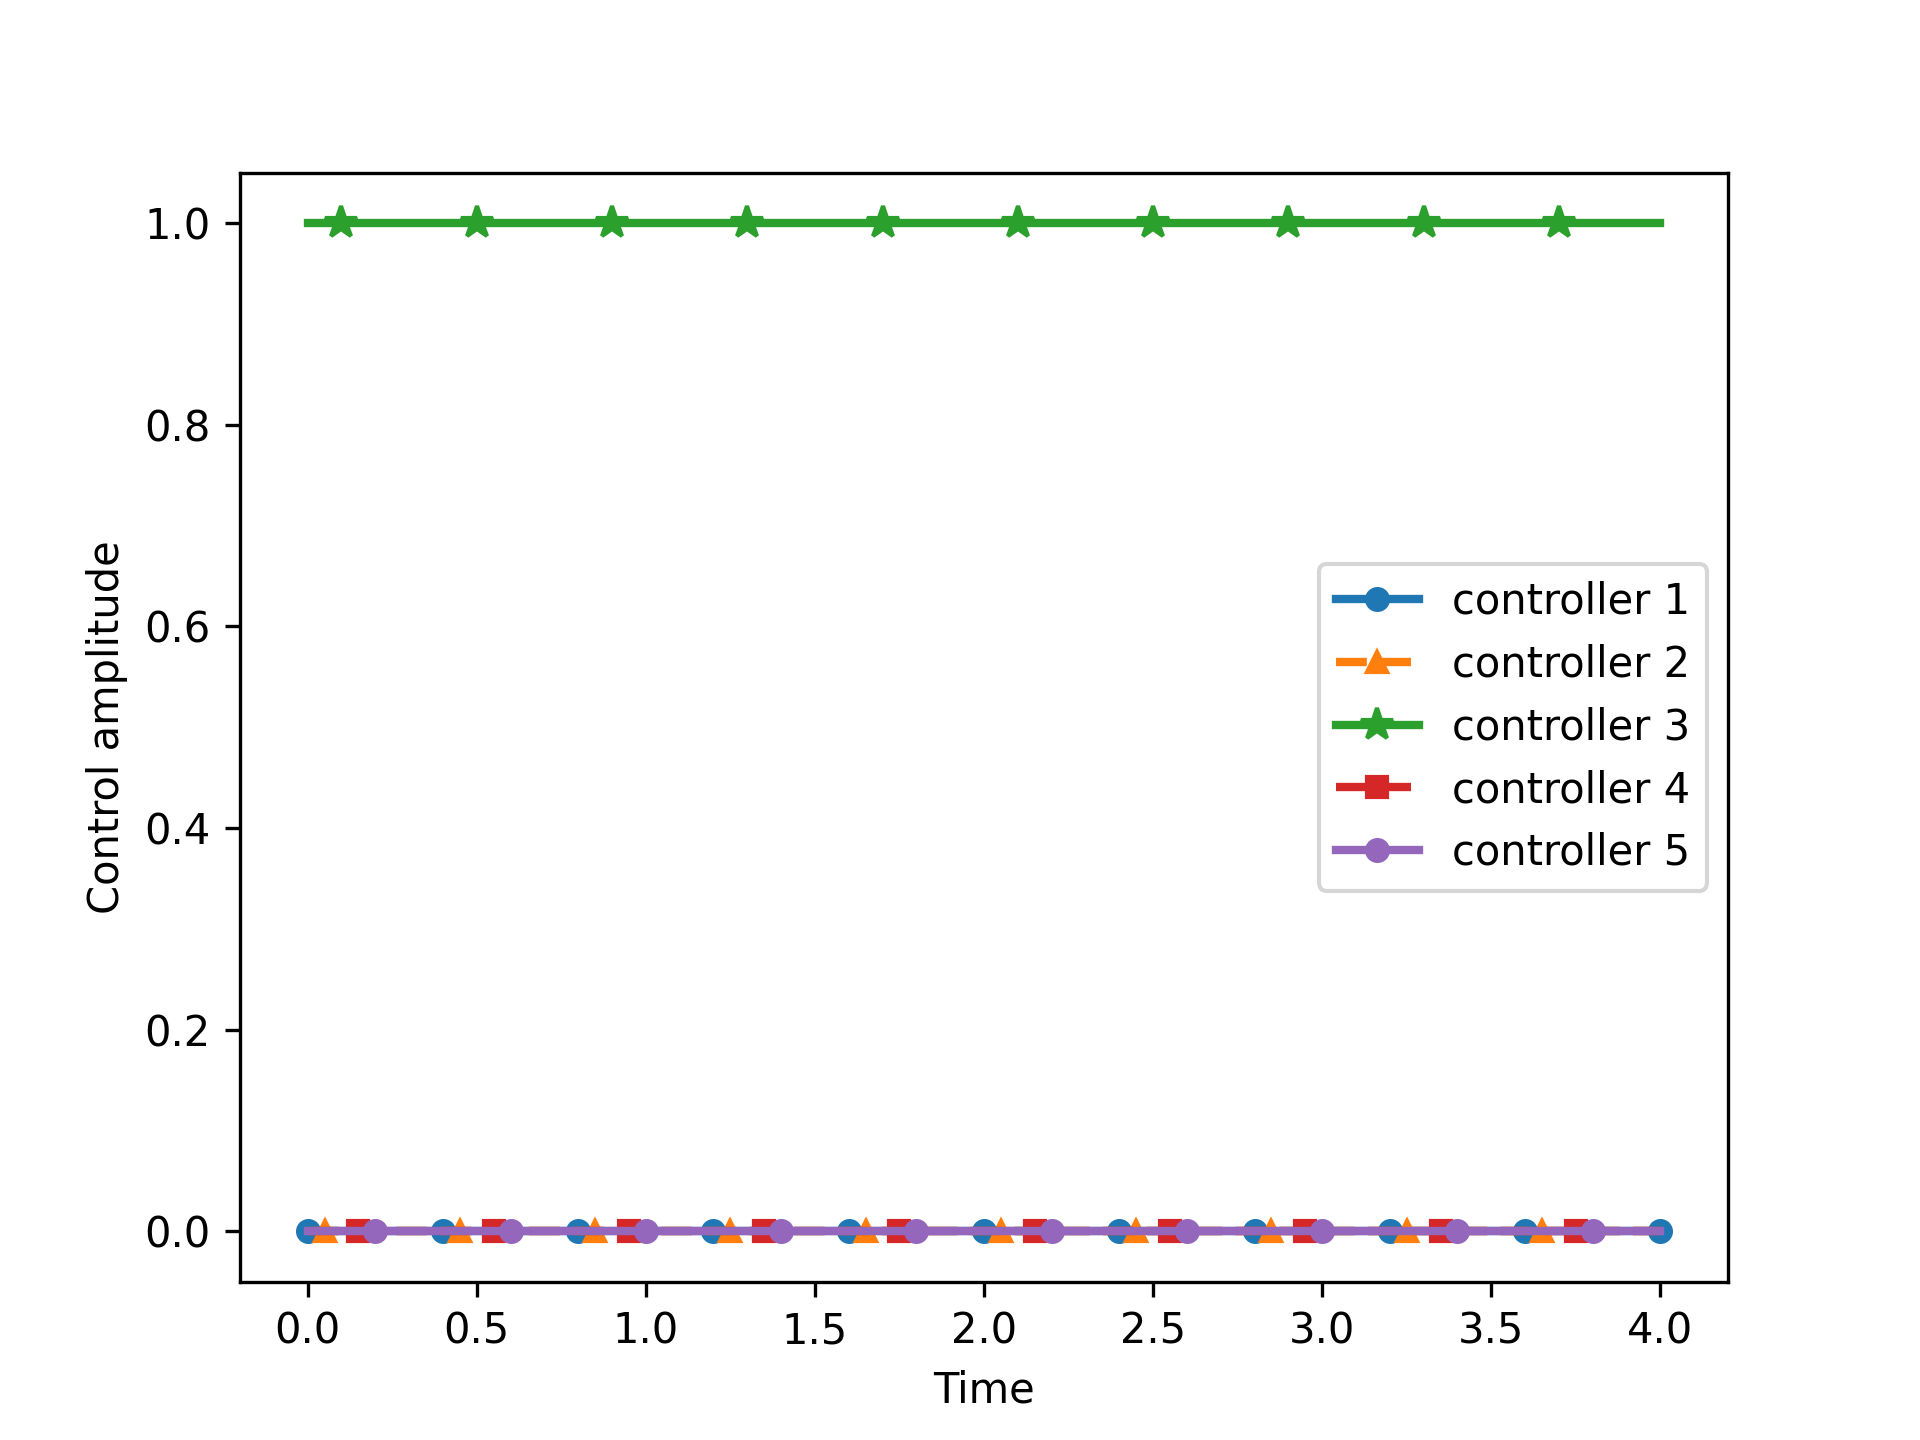 1.0
0.8
0.6
0.4
0.2
0.0
Control amplitude
controller 1
controller 2
controller 3
controller 4
controller 5
0.0 0.5 1.0 1.5 2.0 2.5 3.0 3.5 4.0
Time